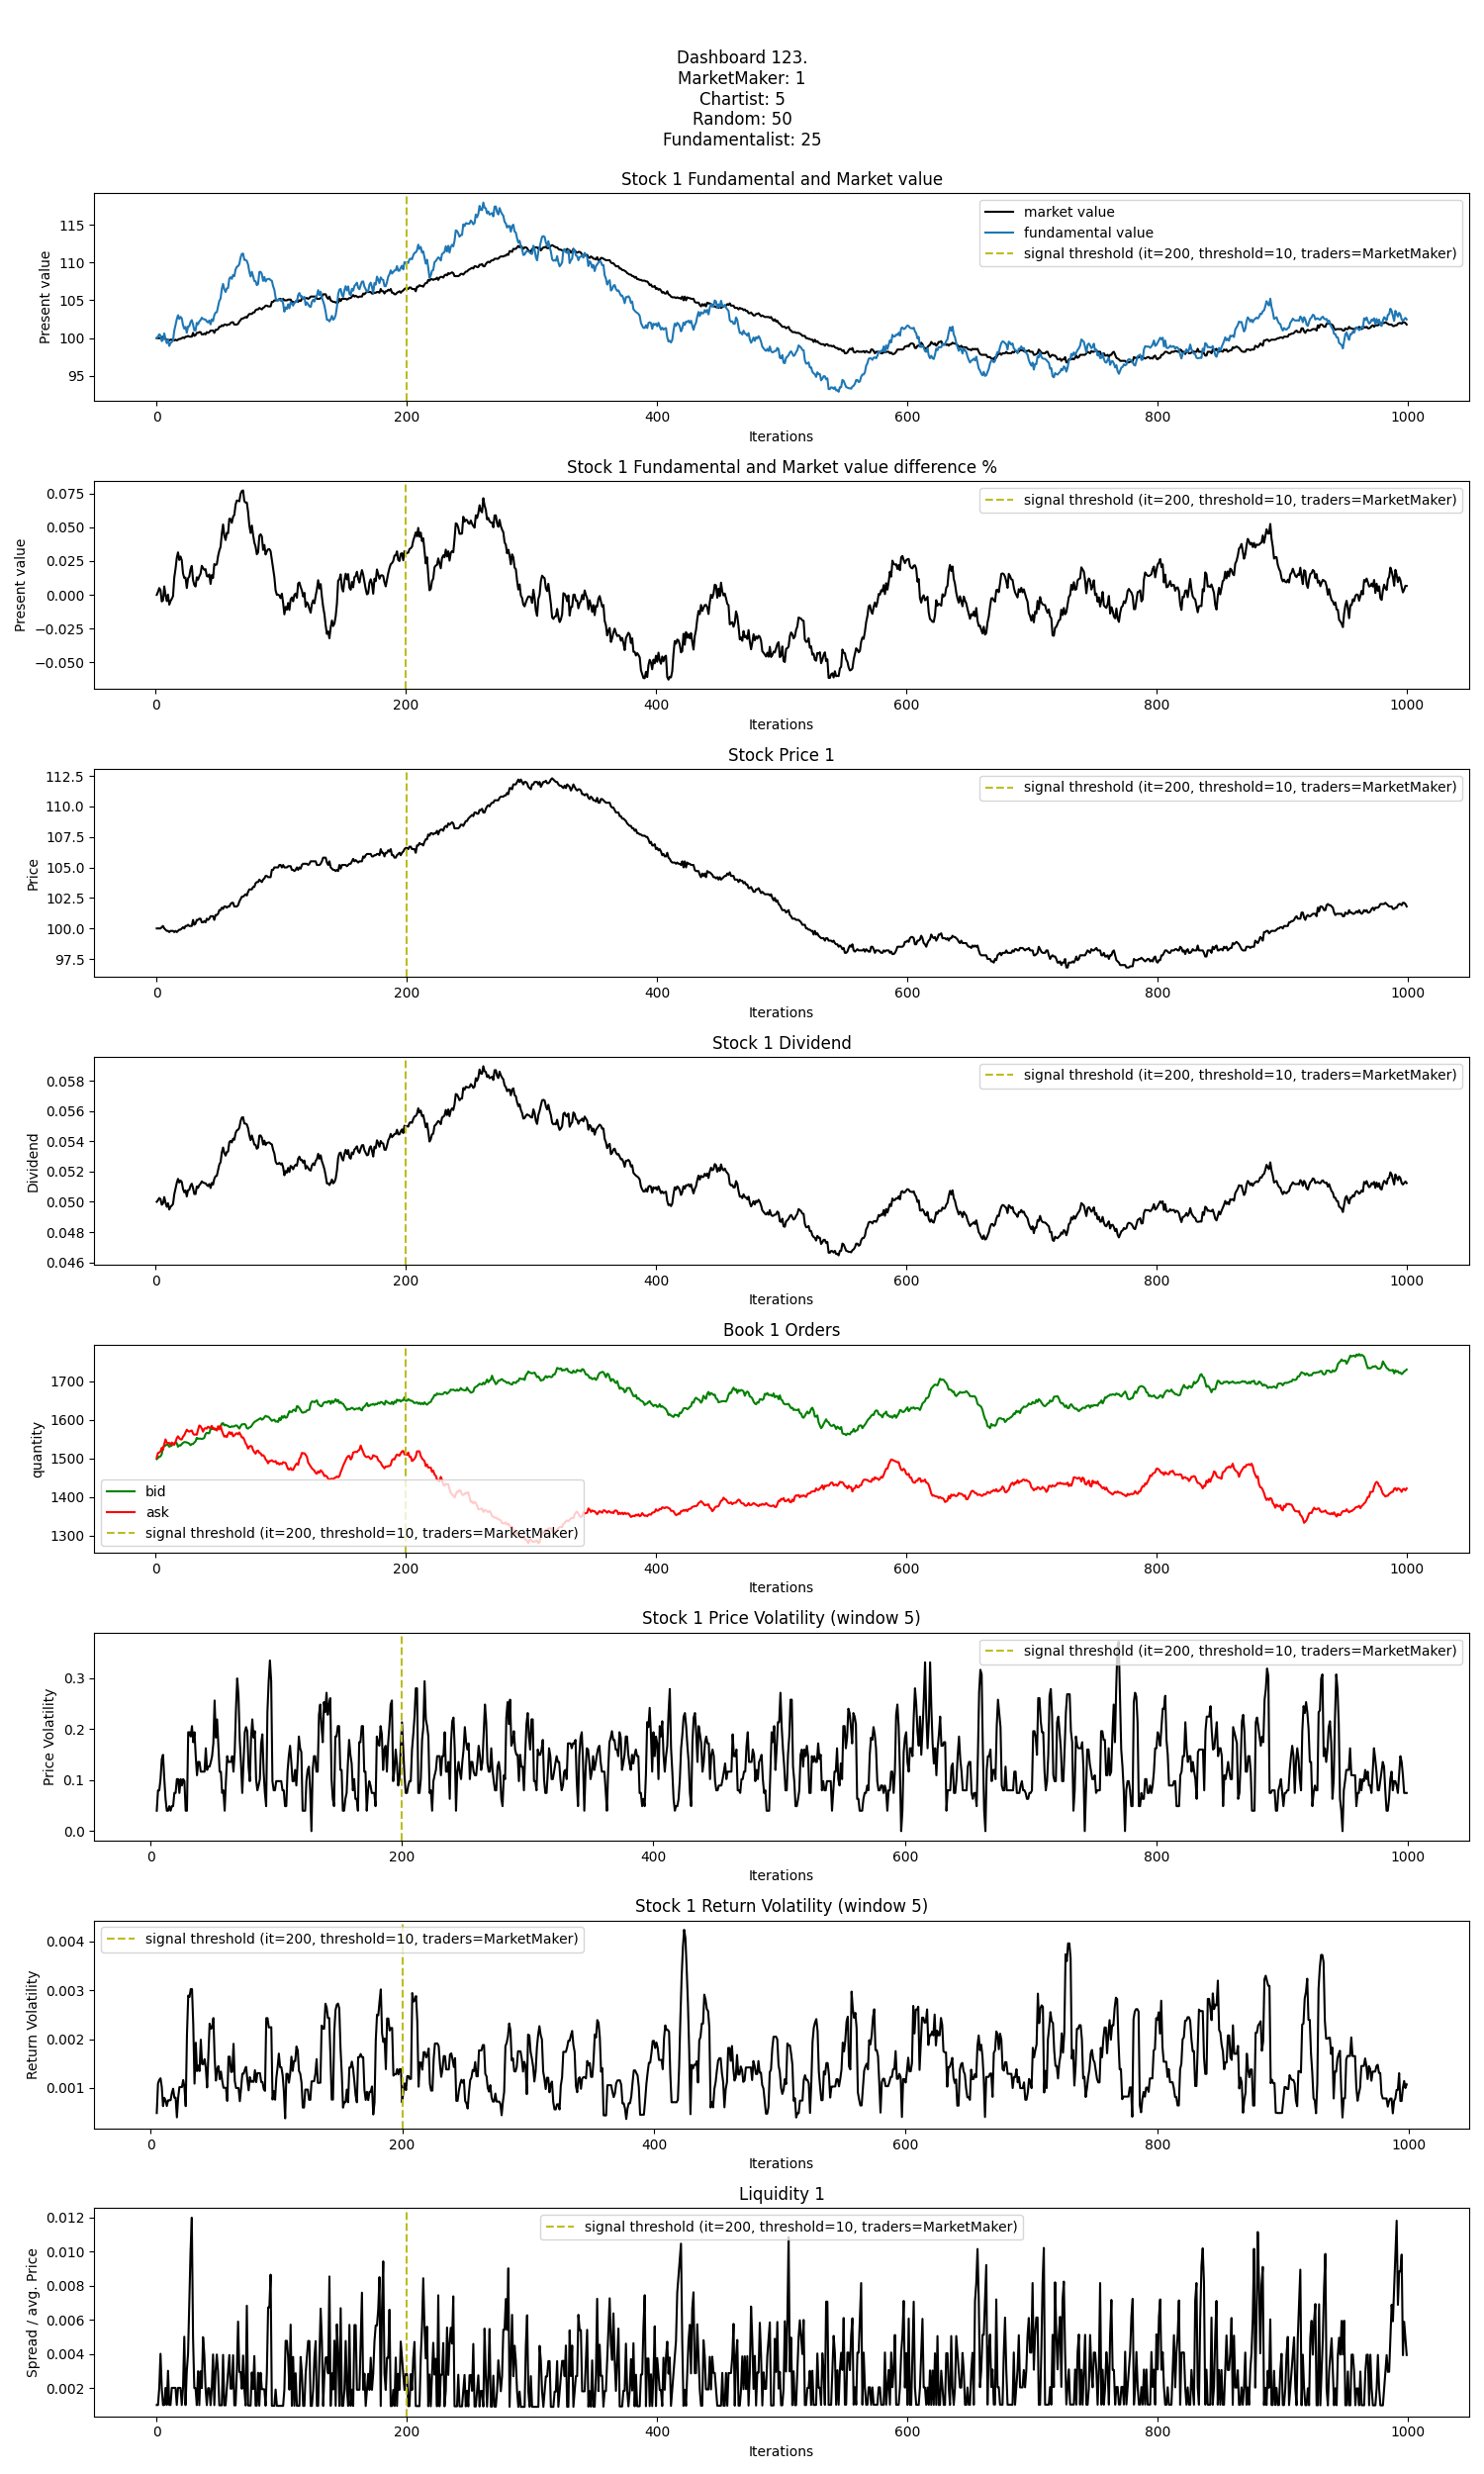 Dashboard 123.
MarketMaker: 1
Chartist: 5
Random: 50
Fundamentalist: 25
Stock 1 Fundamental and Market value
Present value
115
110
105
100
95
market value
fundamental value
signal threshold (it=200, threshold=10, traders=MarketMaker)
0 200 400 600 800 1000
Iterations
Stock 1 Fundamental and Market value difference %
Present value
0.075
0.050
0.025
0.000
−0.025
−0.050
signal threshold (it=200, threshold=10, traders=MarketMaker)
0 200 400 600 800 1000
Iterations
Stock Price 1
Price
112.5
110.0
107.5
105.0
102.5
100.0
97.5
signal threshold (it=200, threshold=10, traders=MarketMaker)
0 200 400 600 800 1000
Iterations
Stock 1 Dividend
Dividend
0.058
0.056
0.054
0.052
0.050
0.048
0.046
signal threshold (it=200, threshold=10, traders=MarketMaker)
0 200 400 600 800 1000
Iterations
Book 1 Orders
quantity
1700
1600
1500
1400
1300
bid
ask
signal threshold (it=200, threshold=10, traders=MarketMaker)
0 200 400 600 800 1000
Iterations
Stock 1 Price Volatility (window 5)
Price Volatility
0.3
0.2
0.1
0.0
signal threshold (it=200, threshold=10, traders=MarketMaker)
0 200 400 600 800 1000
Iterations
Stock 1 Return Volatility (window 5)
Return Volatility
0.004
0.003
0.002
0.001
signal threshold (it=200, threshold=10, traders=MarketMaker)
0 200 400 600 800 1000
Iterations
Liquidity 1
Spread / avg. Price
0.012
0.010
0.008
0.006
0.004
0.002
signal threshold (it=200, threshold=10, traders=MarketMaker)
0 200 400 600 800 1000
Iterations